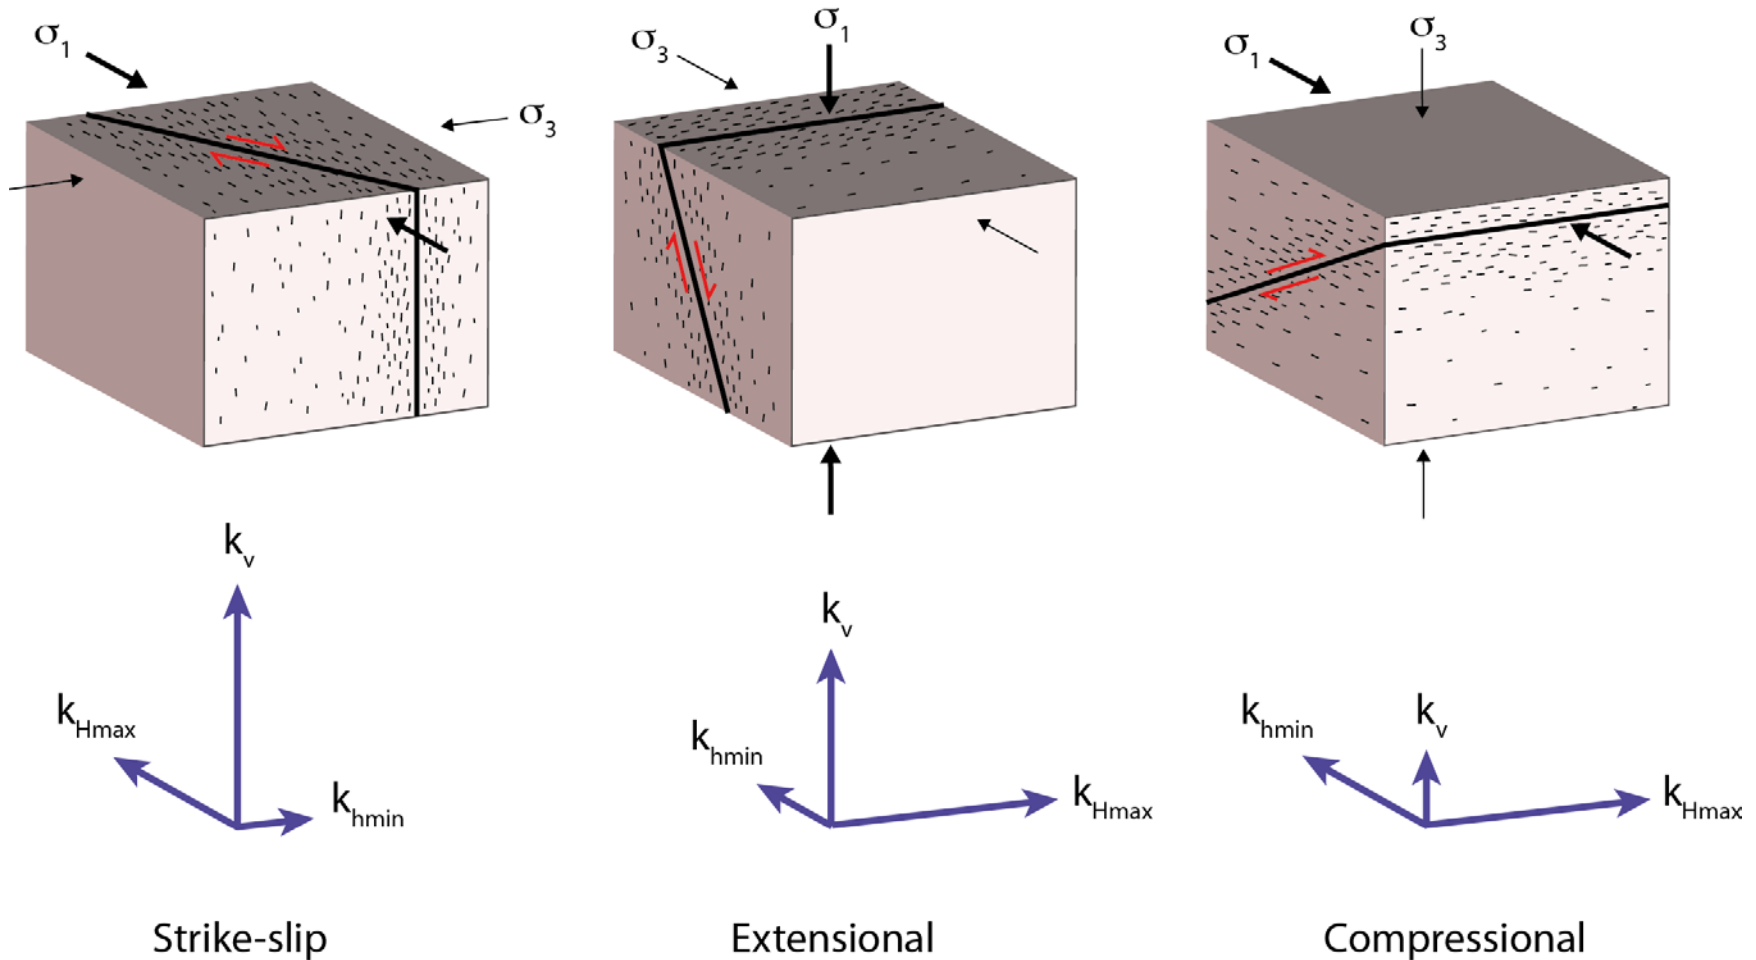 σ1
σ3
σ3
σ1
σ1
σ3
kv
kHmax
khmin
kv
khmin
kHmax
khmin
kv
kHmax
Strike-slip
Extensional
Compressional